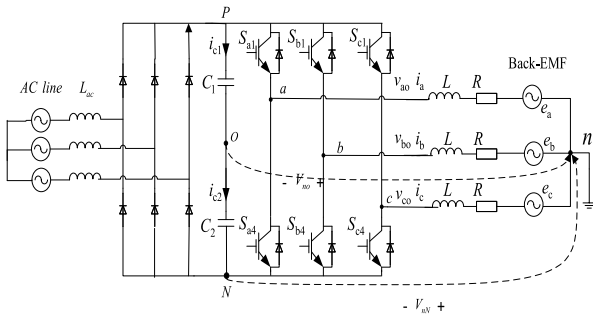 P
S_a1 S_b1 S_c1
i_c1
AC line L_ac
C_1
a
v_ao i_a L R
Back-EMF
e_a
O
b
v_bo i_b L R
e_b
n
- V_no +
i_c2
c v_co i_c L R
e_c
C_2
S_a4 S_b4 S_c4
N
- V_nN +